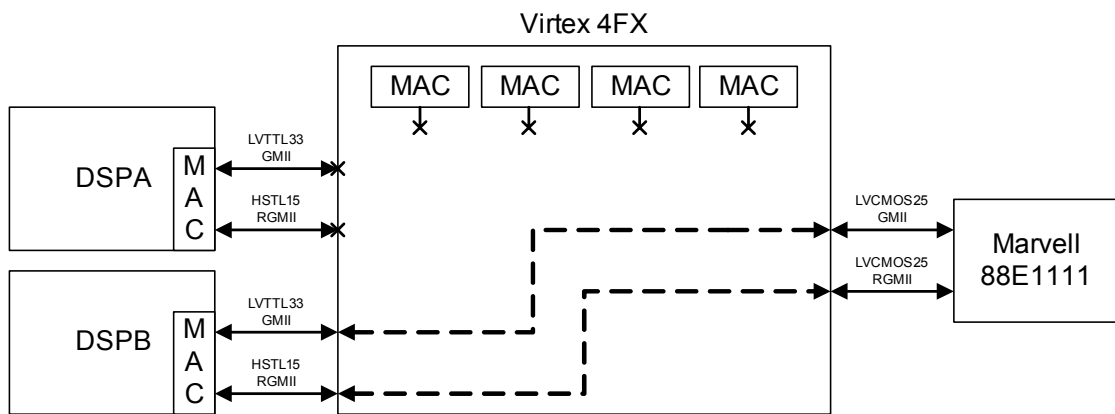 Virtex 4FX
MAC
MAC
MAC
MAC
DSPA
M
A
C
LVTTL33
GMII
HSTL15
RGMII
DSPB
M
A
C
LVTTL33
GMII
HSTL15
RGMII
LVCMOS25
GMII
LVCMOS25
RGMII
Marvell
88E1111